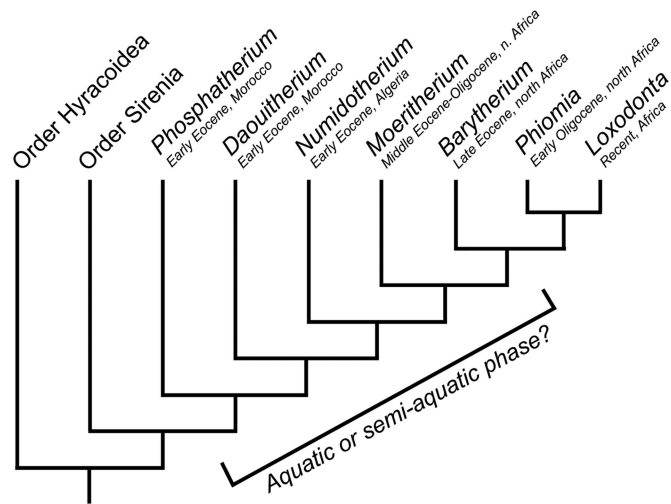 Order Hyracoidea
Order Sirenia
Phosphatherium
Early Eocene, Morocco
Daouitherium
Early Eocene, Morocco
Numidotherium
Early Eocene, Algeria
Moeritherium
Middle Eocene-Oligocene, n. Africa
Barytherium
Late Eocene, north Africa
Phiomia
Early Oligocene, north Africa
Loxodonta
Recent, Africa
Aquatic or semi-aquatic phase?